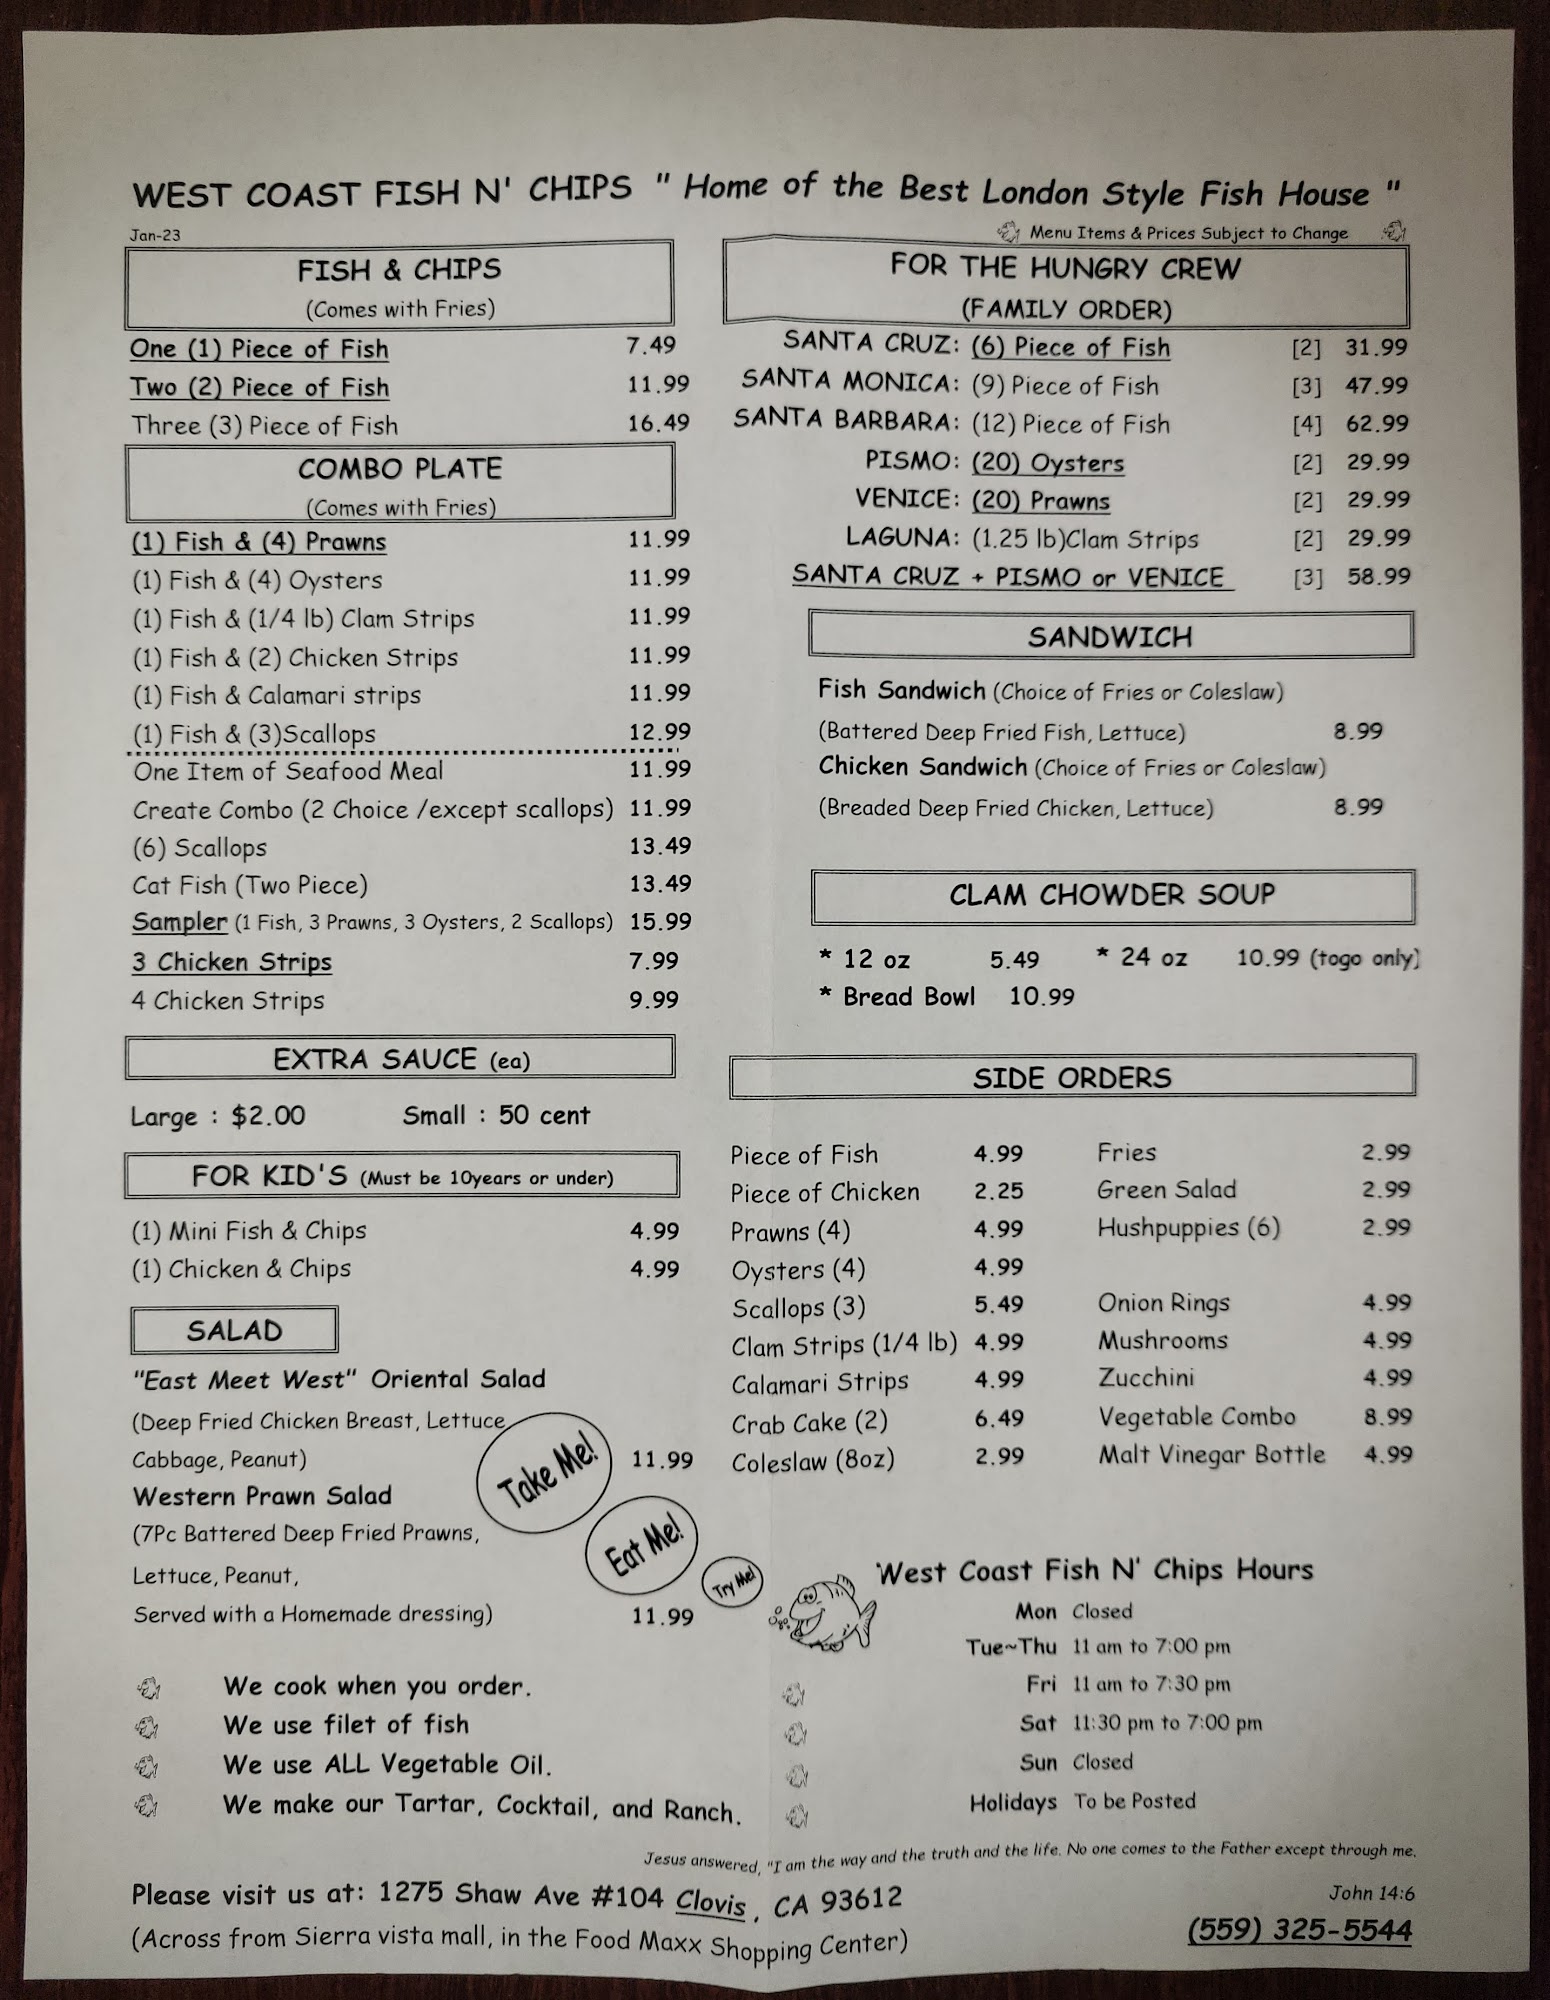 WEST COAST FISH N' CHIPS " Home of the Best London Style Fish House "
Jan-23
Menu Items & Prices Subject to Change
FISH & CHIPS
(Comes with Fries)
One (1) Piece of Fish 7.49
Two (2) Piece of Fish 11.99
Three (3) Piece of Fish 16.49
COMBO PLATE
(Comes with Fries)
(1) Fish & (4) Prawns 11.99
(1) Fish & (4) Oysters 11.99
(1) Fish & (1/4 lb) Clam Strips 11.99
(1) Fish & (2) Chicken Strips 11.99
(1) Fish & Calamari strips 11.99
(1) Fish & (3)Scallops 12.99
One Item of Seafood Meal 11.99
Create Combo (2 Choice /except scallops) 11.99
(6) Scallops 13.49
Cat Fish (Two Piece) 13.49
Sampler (1 Fish, 3 Prawns, 3 Oysters, 2 Scallops) 15.99
3 Chicken Strips 7.99
4 Chicken Strips 9.99
EXTRA SAUCE (ea)
Large : $2.00 Small : 50 cent
FOR KID'S (Must be 10years or under)
(1) Mini Fish & Chips 4.99
(1) Chicken & Chips 4.99
SALAD
"East Meet West" Oriental Salad
(Deep Fried Chicken Breast, Lettuce
Cabbage, Peanut) 11.99
Western Prawn Salad
(7Pc Battered Deep Fried Prawns,
Lettuce, Peanut,
Served with a Homemade dressing) 11.99
Take Me!
Eat Me!
Try Me!
We cook when you order.
We use filet of fish
We use ALL Vegetable Oil.
We make our Tartar, Cocktail, and Ranch.
FOR THE HUNGRY CREW
(FAMILY ORDER)
SANTA CRUZ: (6) Piece of Fish [2] 31.99
SANTA MONICA: (9) Piece of Fish [3] 47.99
SANTA BARBARA: (12) Piece of Fish [4] 62.99
PISMO: (20) Oysters [2] 29.99
VENICE: (20) Prawns [2] 29.99
LAGUNA: (1.25 lb)Clam Strips [2] 29.99
SANTA CRUZ + PISMO or VENICE [3] 58.99
SANDWICH
Fish Sandwich (Choice of Fries or Coleslaw)
(Battered Deep Fried Fish, Lettuce) 8.99
Chicken Sandwich (Choice of Fries or Coleslaw)
(Breaded Deep Fried Chicken, Lettuce) 8.99
CLAM CHOWDER SOUP
* 12 oz 5.49 * 24 oz 10.99 (togo only)
* Bread Bowl 10.99
SIDE ORDERS
Piece of Fish 4.99 Fries 2.99
Piece of Chicken 2.25 Green Salad 2.99
Prawns (4) 4.99 Hushpuppies (6) 2.99
Oysters (4) 4.99
Scallops (3) 5.49 Onion Rings 4.99
Clam Strips (1/4 lb) 4.99 Mushrooms 4.99
Calamari Strips 4.99 Zucchini 4.99
Crab Cake (2) 6.49 Vegetable Combo 8.99
Coleslaw (8oz) 2.99 Malt Vinegar Bottle 4.99
West Coast Fish N' Chips Hours
Mon Closed
Tue~Thu 11 am to 7:00 pm
Fri 11 am to 7:30 pm
Sat 11:30 pm to 7:00 pm
Sun Closed
Holidays To be Posted
Jesus answered, "I am the way and the truth and the life. No one comes to the Father except through me.
John 14:6
Please visit us at: 1275 Shaw Ave #104 Clovis, CA 93612
(Across from Sierra vista mall, in the Food Maxx Shopping Center)
(559) 325-5544